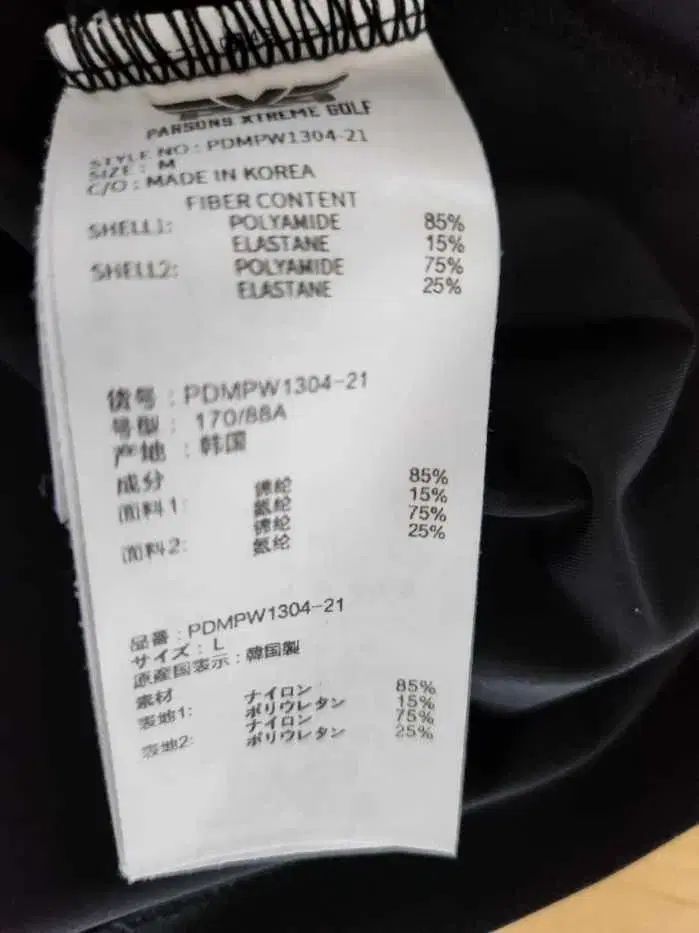 PARSONS XTREME GOLF
STYLE NO : PDMPW1304-21
SIZE : M
C/O : MADE IN KOREA
FIBER CONTENT
SHELL1: POLYAMIDE 85%
ELASTANE 15%
SHELL2: POLYAMIDE 75%
ELASTANE 25%
货号 : PDMPW1304-21
号型 : 170/88A
产地 : 韩国
成分
面料1: 锦纶 85%
氨纶 15%
面料2: 锦纶 75%
氨纶 25%
品番 : PDMPW1304-21
サイズ : L
原産国表示 : 韓国製
素材
表地1: ナイロン 85%
ポリウレタン 15%
表地2: ナイロン 75%
ポリウレタン 25%